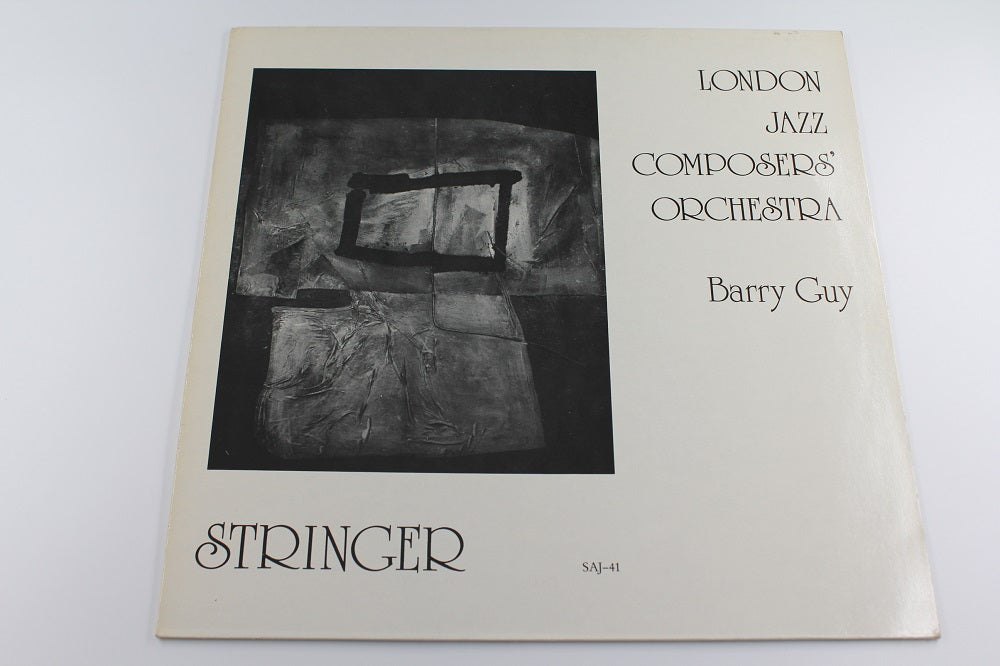 LONDON
JAZZ
COMPOSERS'
ORCHESTRA
Barry Guy
STRINGER
SAJ–41